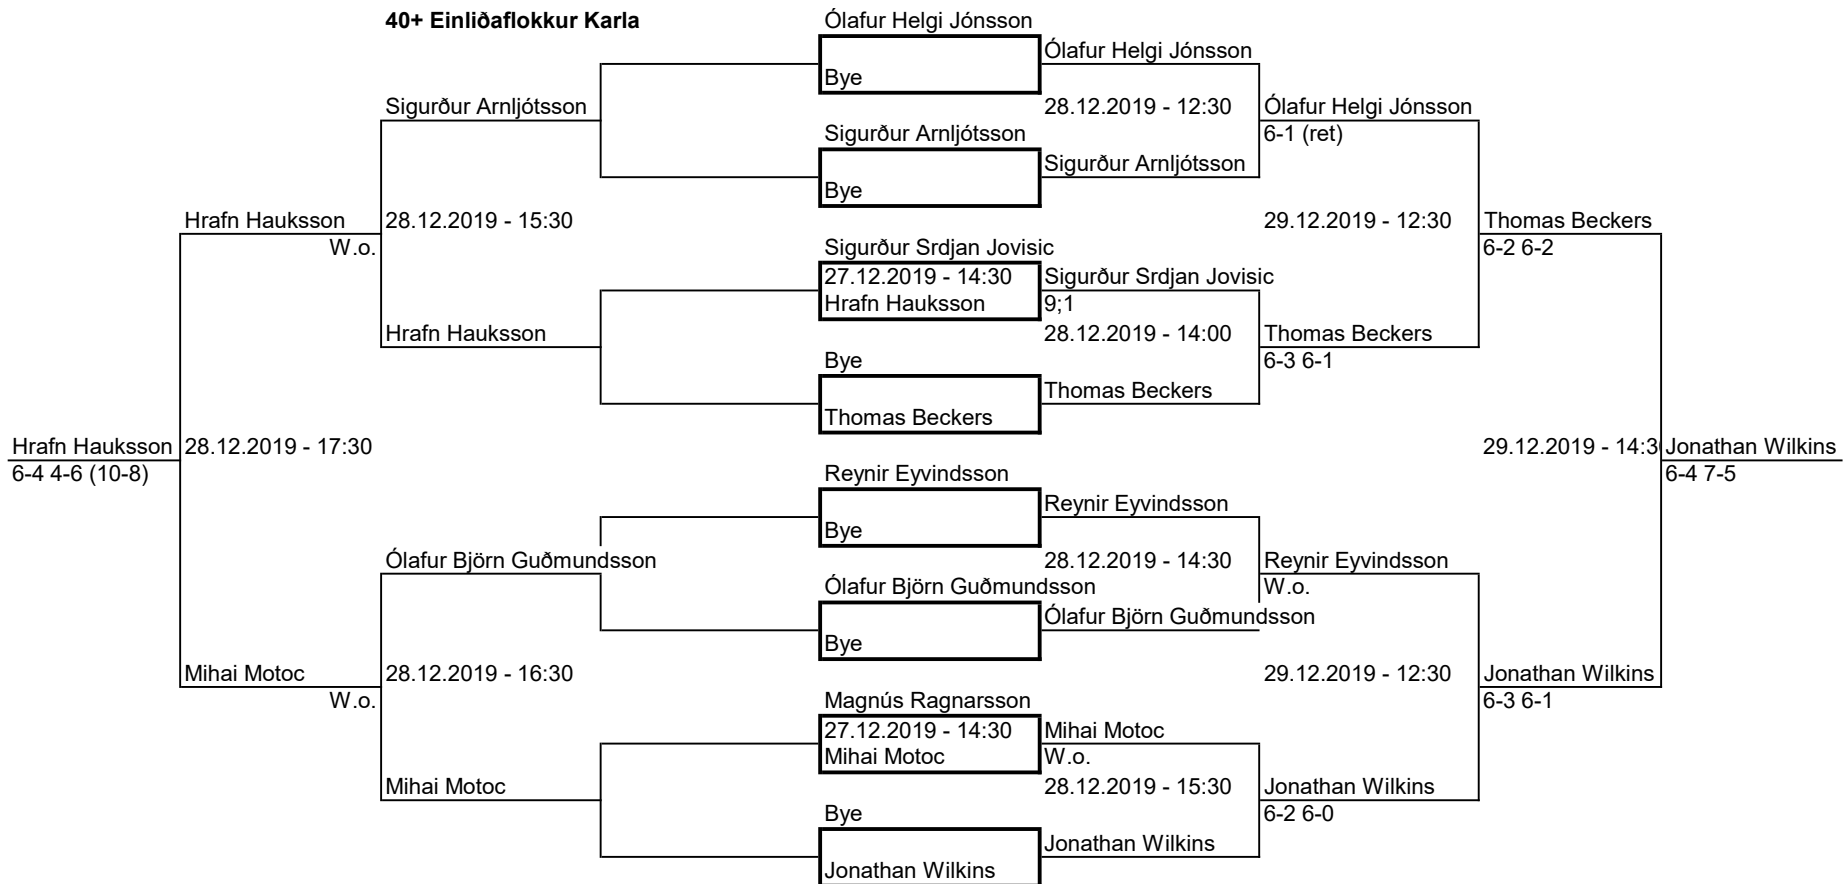 40+ Einliðaflokkur Karla
Ólafur Helgi Jónsson
Ólafur Helgi Jónsson
Bye
Sigurður Arnljótsson
28.12.2019 - 12:30
Ólafur Helgi Jónsson
Sigurður Arnljótsson
6-1 (ret)
Sigurður Arnljótsson
Bye
Hrafn Hauksson
28.12.2019 - 15:30
29.12.2019 - 12:30
Thomas Beckers
W.o.
Sigurður Srdjan Jovisic
6-2 6-2
27.12.2019 - 14:30
Sigurður Srdjan Jovisic
Hrafn Hauksson
9;1
Hrafn Hauksson
28.12.2019 - 14:00
Thomas Beckers
Bye
6-3 6-1
Thomas Beckers
Thomas Beckers
Hrafn Hauksson
28.12.2019 - 17:30
29.12.2019 - 14:30
Jonathan Wilkins
6-4 4-6 (10-8)
Reynir Eyvindsson
6-4 7-5
Reynir Eyvindsson
Bye
Ólafur Björn Guðmundsson
28.12.2019 - 14:30
Reynir Eyvindsson
Ólafur Björn Guðmundsson
W.o.
Ólafur Björn Guðmundsson
Bye
Mihai Motoc
28.12.2019 - 16:30
29.12.2019 - 12:30
Jonathan Wilkins
W.o.
Magnús Ragnarsson
6-3 6-1
27.12.2019 - 14:30
Mihai Motoc
Mihai Motoc
W.o.
Mihai Motoc
28.12.2019 - 15:30
Jonathan Wilkins
Bye
6-2 6-0
Jonathan Wilkins
Jonathan Wilkins